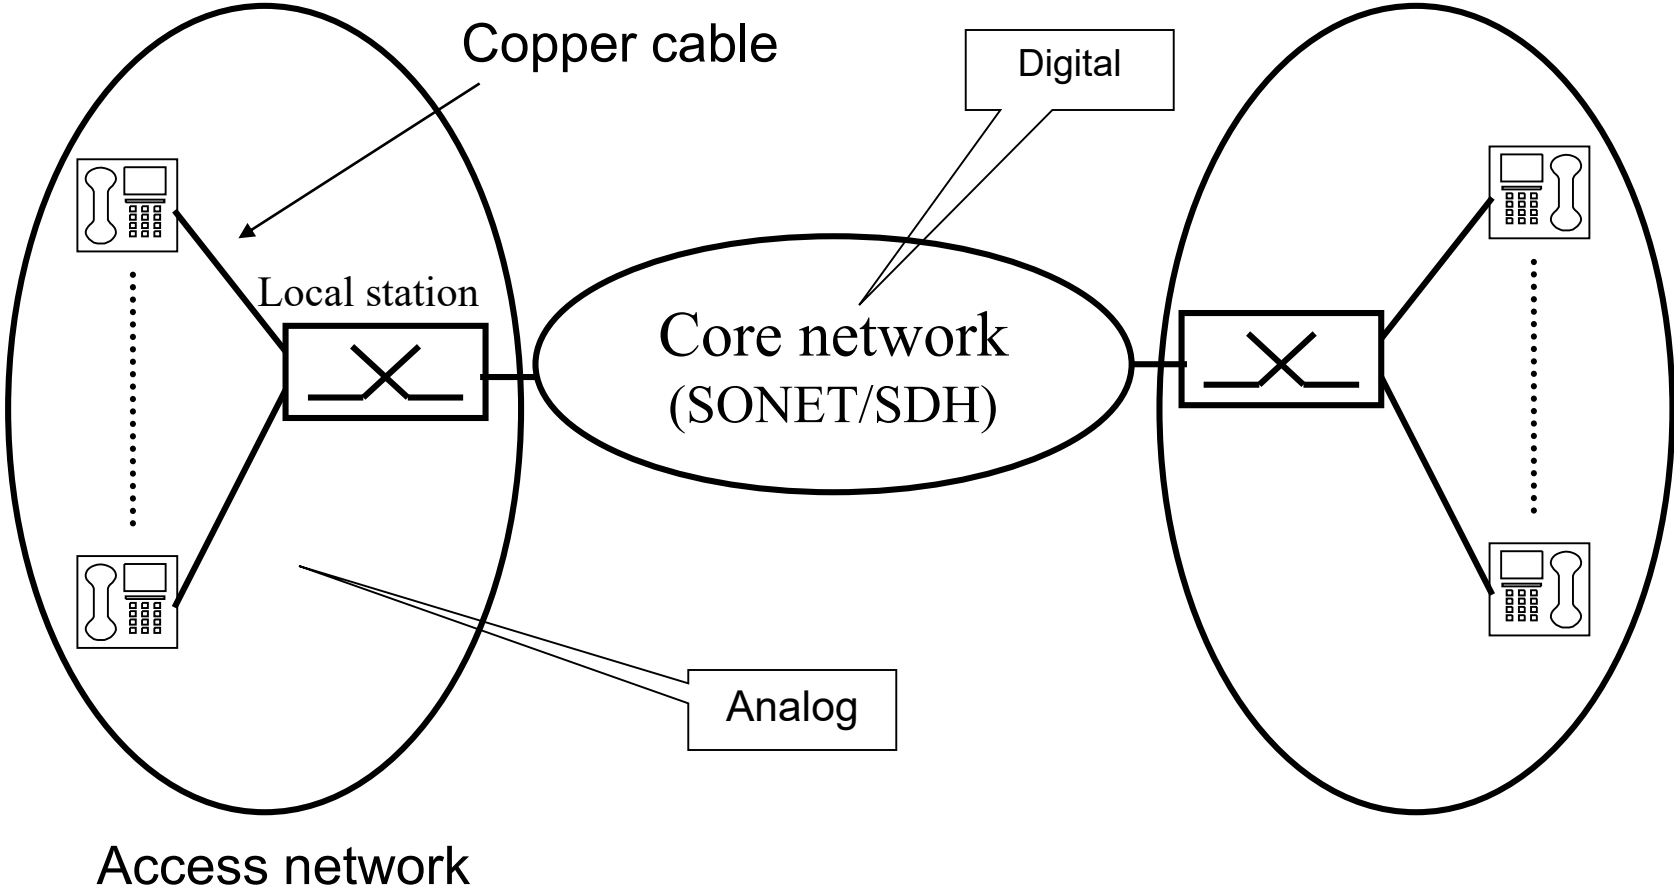 Copper cable
Digital
Local station
Core network
(SONET/SDH)
Analog
Access network